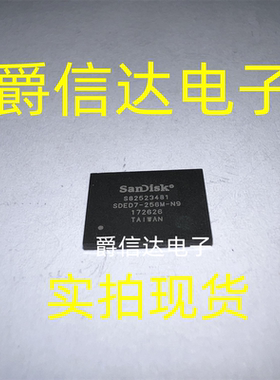 爵信达电子
SanDisk
S82523481
SDED7-256M-N9
172626
TAIWAN
爵信达电子
实拍现货